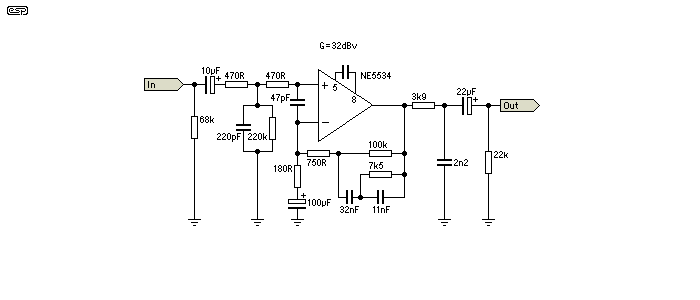 esp
G=32dBv
10µF
470R
470R
NE5534
+
5
8
In
+
47pF
−
3k9
22µF
+
Out
68k
220pF
220k
750R
100k
180R
7k5
2n2
22k
+
100µF
32nF
11nF